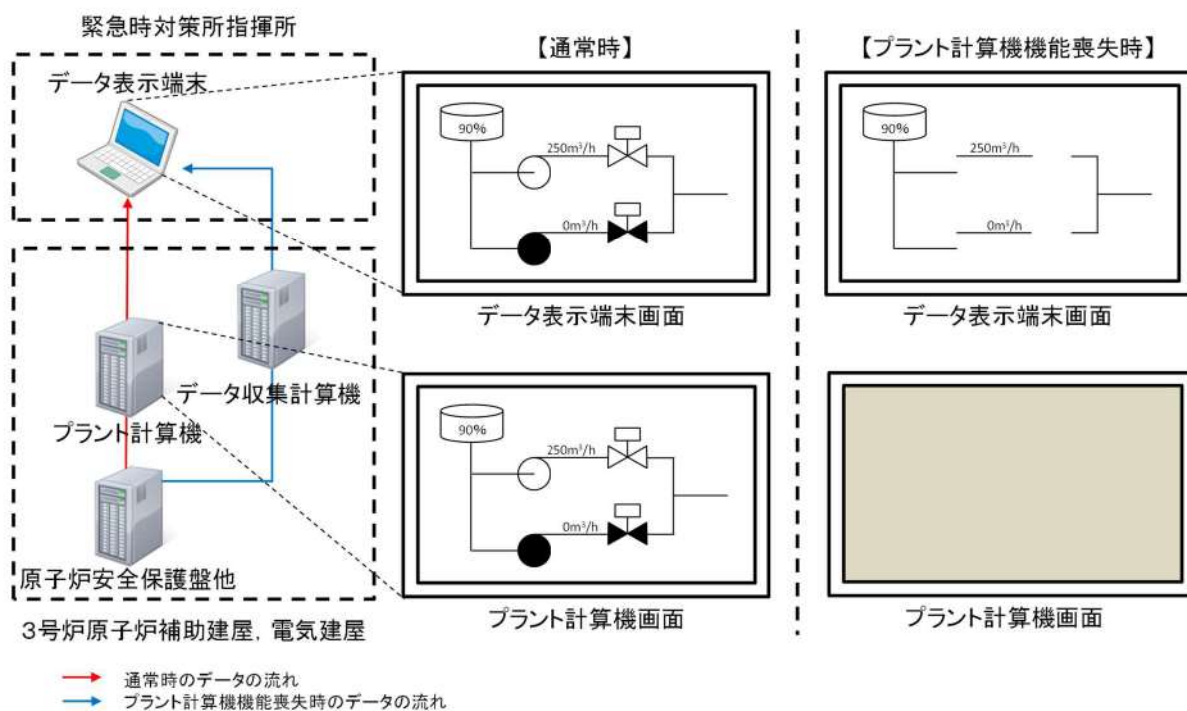 緊急時対策所指揮所
データ表示端末
データ収集計算機
プラント計算機
原子炉安全保護盤他
3号炉原子炉補助建屋，電気建屋
【通常時】
90%
250m³/h
0m³/h
データ表示端末画面
90%
250m³/h
0m³/h
プラント計算機画面
【プラント計算機機能喪失時】
90%
250m³/h
0m³/h
データ表示端末画面
プラント計算機画面
通常時のデータの流れ
プラント計算機機能喪失時のデータの流れ